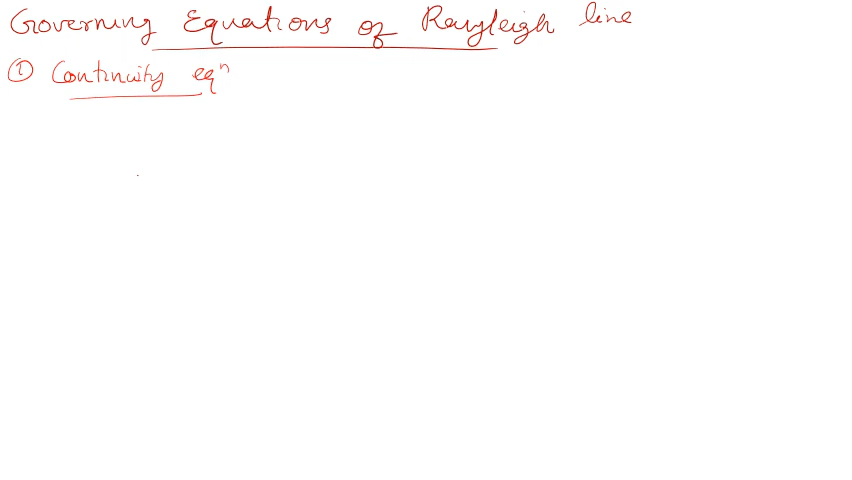 Governing Equations of Rayleigh line
① Continuity eqⁿ